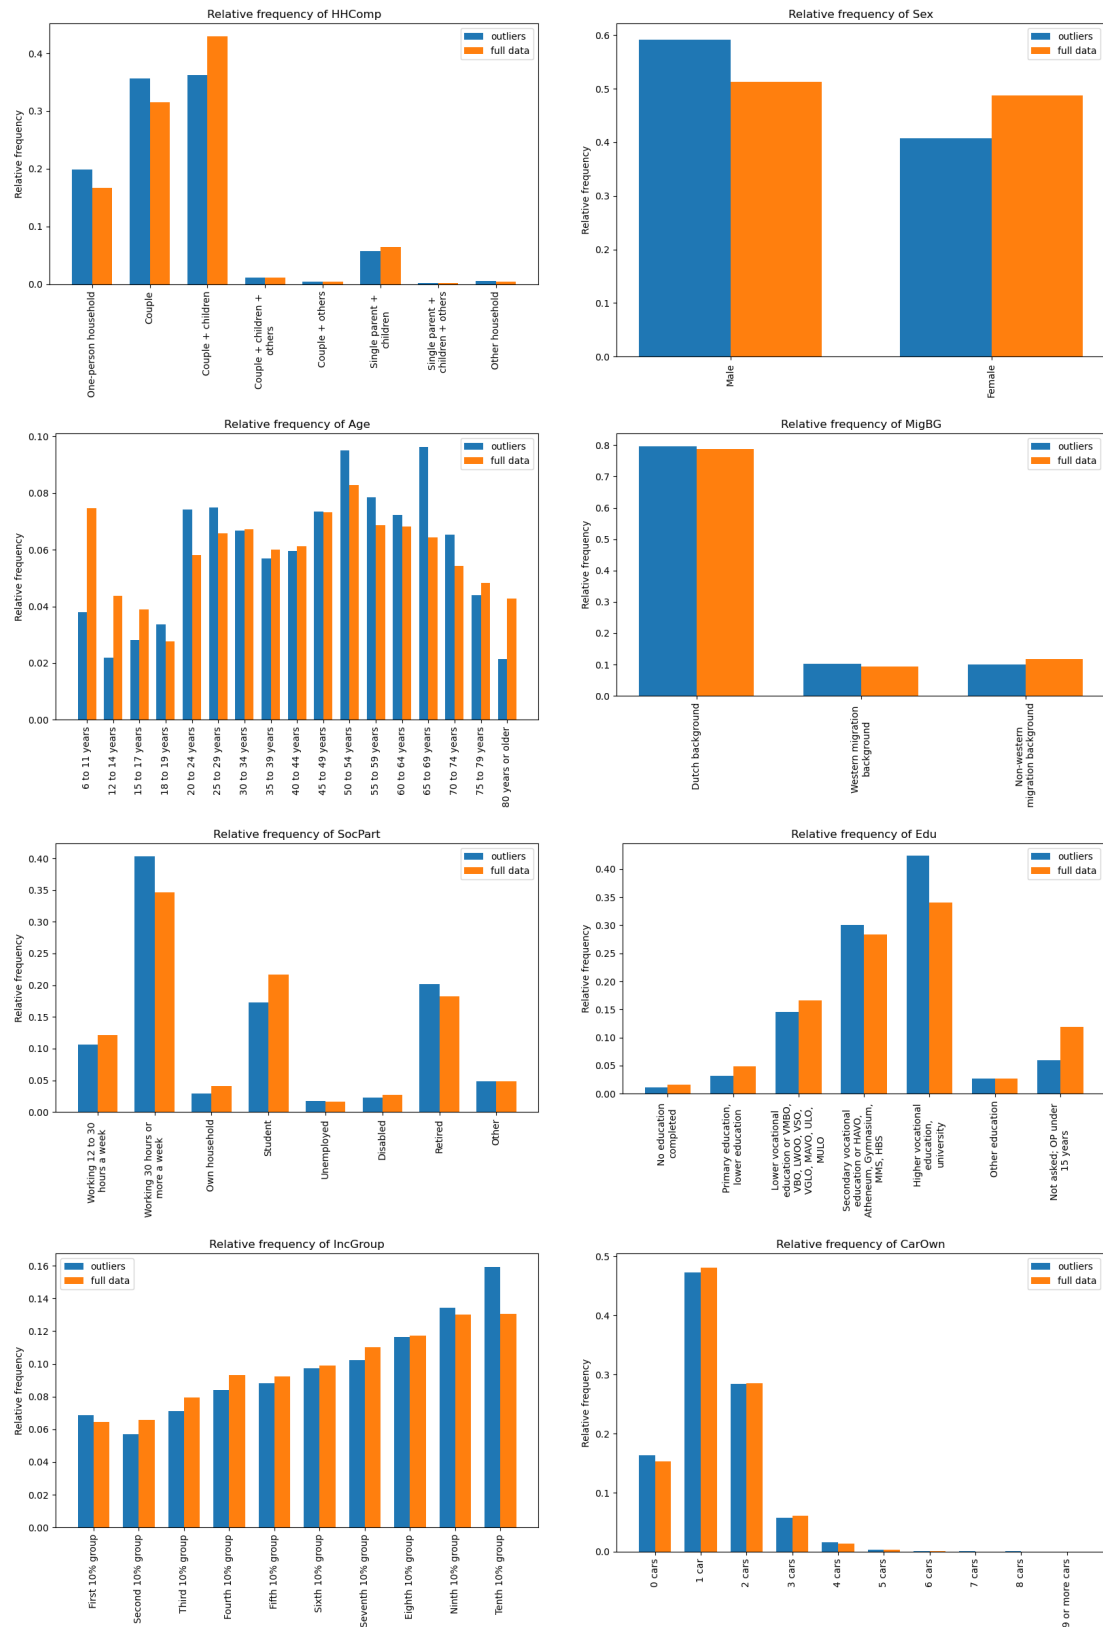 Relative frequency of HHComp
Relative frequency
0.4
0.3
0.2
0.1
0.0
outliers
full data
One-person household
Couple
Couple + children
Couple + children +
others
Couple + others
Single parent +
children
Single parent +
children + others
Other household
Relative frequency of Sex
Relative frequency
0.6
0.5
0.4
0.3
0.2
0.1
0.0
outliers
full data
Male
Female
Relative frequency of Age
Relative frequency
0.10
0.08
0.06
0.04
0.02
0.00
outliers
full data
6 to 11 years
12 to 14 years
15 to 17 years
18 to 19 years
20 to 24 years
25 to 29 years
30 to 34 years
35 to 39 years
40 to 44 years
45 to 49 years
50 to 54 years
55 to 59 years
60 to 64 years
65 to 69 years
70 to 74 years
75 to 79 years
80 years or older
Relative frequency of MigBG
Relative frequency
0.8
0.7
0.6
0.5
0.4
0.3
0.2
0.1
0.0
outliers
full data
Dutch background
Western migration
background
Non-western
migration background
Relative frequency of SocPart
Relative frequency
0.40
0.35
0.30
0.25
0.20
0.15
0.10
0.05
0.00
outliers
full data
Working 12 to 30
hours a week
Working 30 hours or
more a week
Own household
Student
Unemployed
Disabled
Retired
Other
Relative frequency of Edu
Relative frequency
0.40
0.35
0.30
0.25
0.20
0.15
0.10
0.05
0.00
outliers
full data
No education
completed
Primary education,
lower education
Lower vocational
education or VMBO,
VBO, LWOO, VSO,
VGLO, MAVO, ULO,
MULO
Secondary vocational
education or HAVO,
Atheneum, Gymnasium,
MMS, HBS
Higher vocational
education,
university
Other education
Not asked; OP under
15 years
Relative frequency of IncGroup
Relative frequency
0.16
0.14
0.12
0.10
0.08
0.06
0.04
0.02
0.00
outliers
full data
First 10% group
Second 10% group
Third 10% group
Fourth 10% group
Fifth 10% group
Sixth 10% group
Seventh 10% group
Eighth 10% group
Ninth 10% group
Tenth 10% group
Relative frequency of CarOwn
Relative frequency
0.5
0.4
0.3
0.2
0.1
0.0
outliers
full data
0 cars
1 car
2 cars
3 cars
4 cars
5 cars
6 cars
7 cars
8 cars
9 or more cars